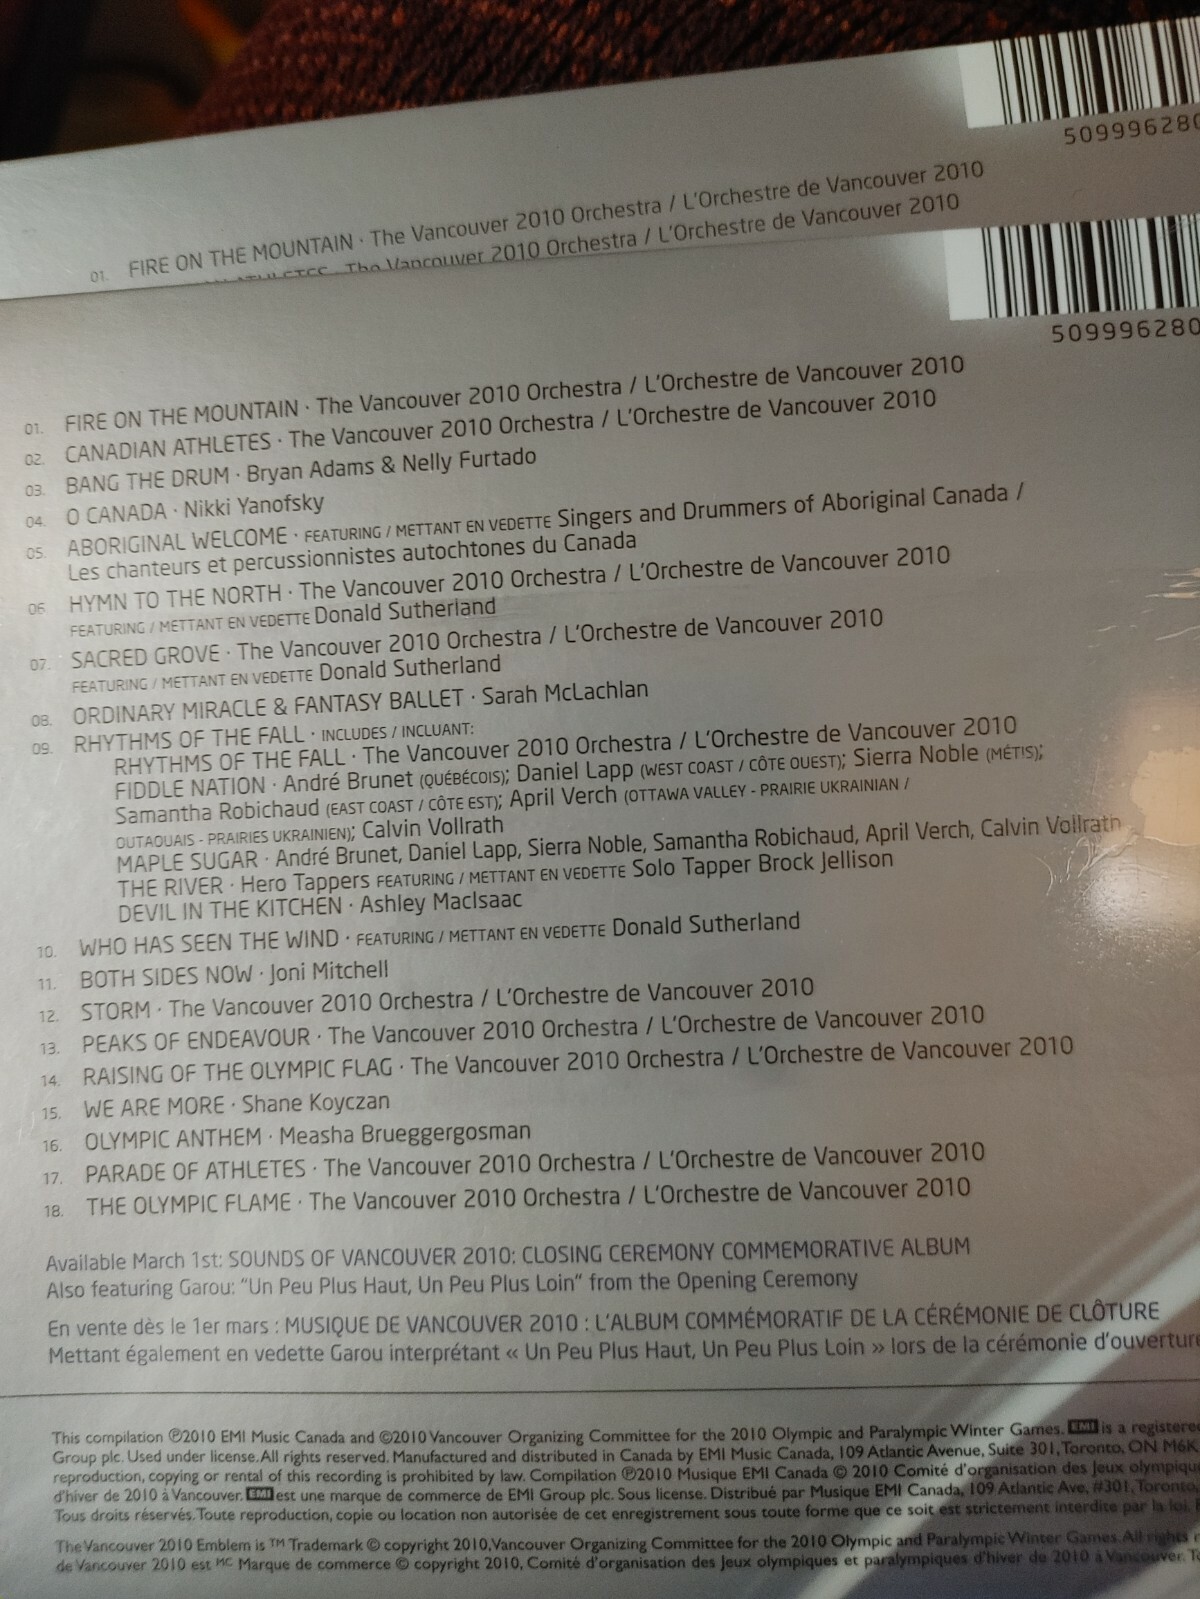 509996280
01. FIRE ON THE MOUNTAIN · The Vancouver 2010 Orchestra / L'Orchestre de Vancouver 2010
ATHLETES · The Vancouver 2010 Orchestra / L'Orchestre de Vancouver 2010
509996280
01. FIRE ON THE MOUNTAIN · The Vancouver 2010 Orchestra / L'Orchestre de Vancouver 2010
02. CANADIAN ATHLETES · The Vancouver 2010 Orchestra / L'Orchestre de Vancouver 2010
03. BANG THE DRUM · Bryan Adams & Nelly Furtado
04. O CANADA · Nikki Yanofsky
05. ABORIGINAL WELCOME · FEATURING / METTANT EN VEDETTE Singers and Drummers of Aboriginal Canada /
Les chanteurs et percussionnistes autochtones du Canada
06. HYMN TO THE NORTH · The Vancouver 2010 Orchestra / L'Orchestre de Vancouver 2010
FEATURING / METTANT EN VEDETTE Donald Sutherland
07. SACRED GROVE · The Vancouver 2010 Orchestra / L'Orchestre de Vancouver 2010
FEATURING / METTANT EN VEDETTE Donald Sutherland
08. ORDINARY MIRACLE & FANTASY BALLET · Sarah McLachlan
09. RHYTHMS OF THE FALL · INCLUDES / INCLUANT:
RHYTHMS OF THE FALL · The Vancouver 2010 Orchestra / L'Orchestre de Vancouver 2010
FIDDLE NATION · André Brunet (QUÉBÉCOIS); Daniel Lapp (WEST COAST / CÔTE OUEST); Sierra Noble (MÉTIS);
Samantha Robichaud (EAST COAST / CÔTE EST); April Verch (OTTAWA VALLEY - PRAIRIE UKRAINIAN /
OUTAOUAIS - PRAIRIES UKRAINIEN); Calvin Vollrath
MAPLE SUGAR · André Brunet, Daniel Lapp, Sierra Noble, Samantha Robichaud, April Verch, Calvin Vollrath
THE RIVER · Hero Tappers FEATURING / METTANT EN VEDETTE Solo Tapper Brock Jellison
DEVIL IN THE KITCHEN · Ashley MacIsaac
10. WHO HAS SEEN THE WIND · FEATURING / METTANT EN VEDETTE Donald Sutherland
11. BOTH SIDES NOW · Joni Mitchell
12. STORM · The Vancouver 2010 Orchestra / L'Orchestre de Vancouver 2010
13. PEAKS OF ENDEAVOUR · The Vancouver 2010 Orchestra / L'Orchestre de Vancouver 2010
14. RAISING OF THE OLYMPIC FLAG · The Vancouver 2010 Orchestra / L'Orchestre de Vancouver 2010
15. WE ARE MORE · Shane Koyczan
16. OLYMPIC ANTHEM · Measha Brueggergosman
17. PARADE OF ATHLETES · The Vancouver 2010 Orchestra / L'Orchestre de Vancouver 2010
18. THE OLYMPIC FLAME · The Vancouver 2010 Orchestra / L'Orchestre de Vancouver 2010
Available March 1st: SOUNDS OF VANCOUVER 2010: CLOSING CEREMONY COMMEMORATIVE ALBUM
Also featuring Garou: "Un Peu Plus Haut, Un Peu Plus Loin" from the Opening Ceremony
En vente dès le 1er mars : MUSIQUE DE VANCOUVER 2010 : L'ALBUM COMMÉMORATIF DE LA CÉRÉMONIE DE CLÔTURE
Mettant également en vedette Garou interprétant « Un Peu Plus Haut, Un Peu Plus Loin » lors de la cérémonie d'ouverture
This compilation ℗2010 EMI Music Canada and ©2010 Vancouver Organizing Committee for the 2010 Olympic and Paralympic Winter Games. EMI is a registered
Group plc. Used under license. All rights reserved. Manufactured and distributed in Canada by EMI Music Canada, 109 Atlantic Avenue, Suite 301, Toronto, ON M6K
reproduction, copying or rental of this recording is prohibited by law. Compilation ℗2010 Musique EMI Canada © 2010 Comité d'organisation des Jeux olympique
d'hiver de 2010 à Vancouver. EMI est une marque de commerce de EMI Group plc. Sous license. Distribué par Musique EMI Canada, 109 Atlantic Ave, #301, Toronto,
Tous droits réservés. Toute reproduction, copie ou location non autorisée de cet enregistrement sous toute forme que ce soit est strictement interdite par la loi.
The Vancouver 2010 Emblem is ™ Trademark © copyright 2010, Vancouver Organizing Committee for the 2010 Olympic and Paralympic Winter Games. All rights
de Vancouver 2010 est MC Marque de commerce © copyright 2010, Comité d'organisation des Jeux olympiques et paralympiques d'hiver de 2010 à Vancouver.